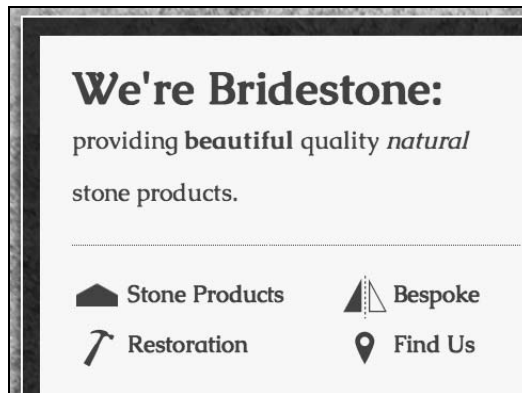 We're Bridestone:
providing beautiful quality natural
stone products.
Stone Products
Bespoke
Restoration
Find Us